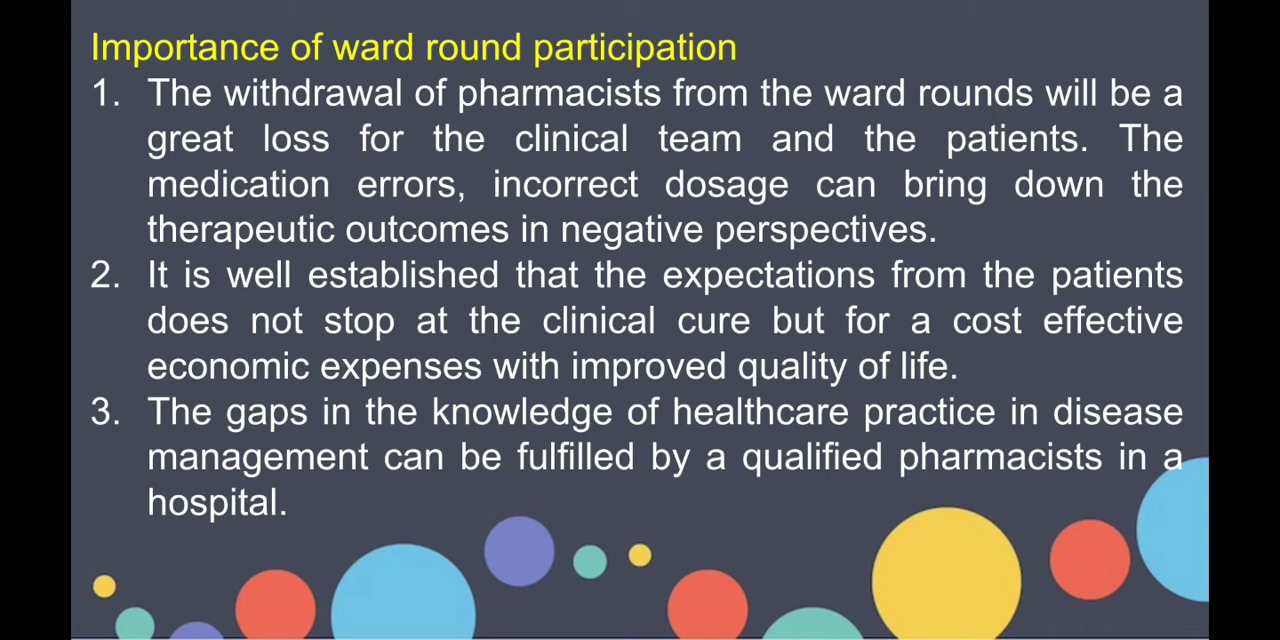 Importance of ward round participation
1. The withdrawal of pharmacists from the ward rounds will be a
great loss for the clinical team and the patients. The
medication errors, incorrect dosage can bring down the
therapeutic outcomes in negative perspectives.
2. It is well established that the expectations from the patients
does not stop at the clinical cure but for a cost effective
economic expenses with improved quality of life.
3. The gaps in the knowledge of healthcare practice in disease
management can be fulfilled by a qualified pharmacists in a
hospital.